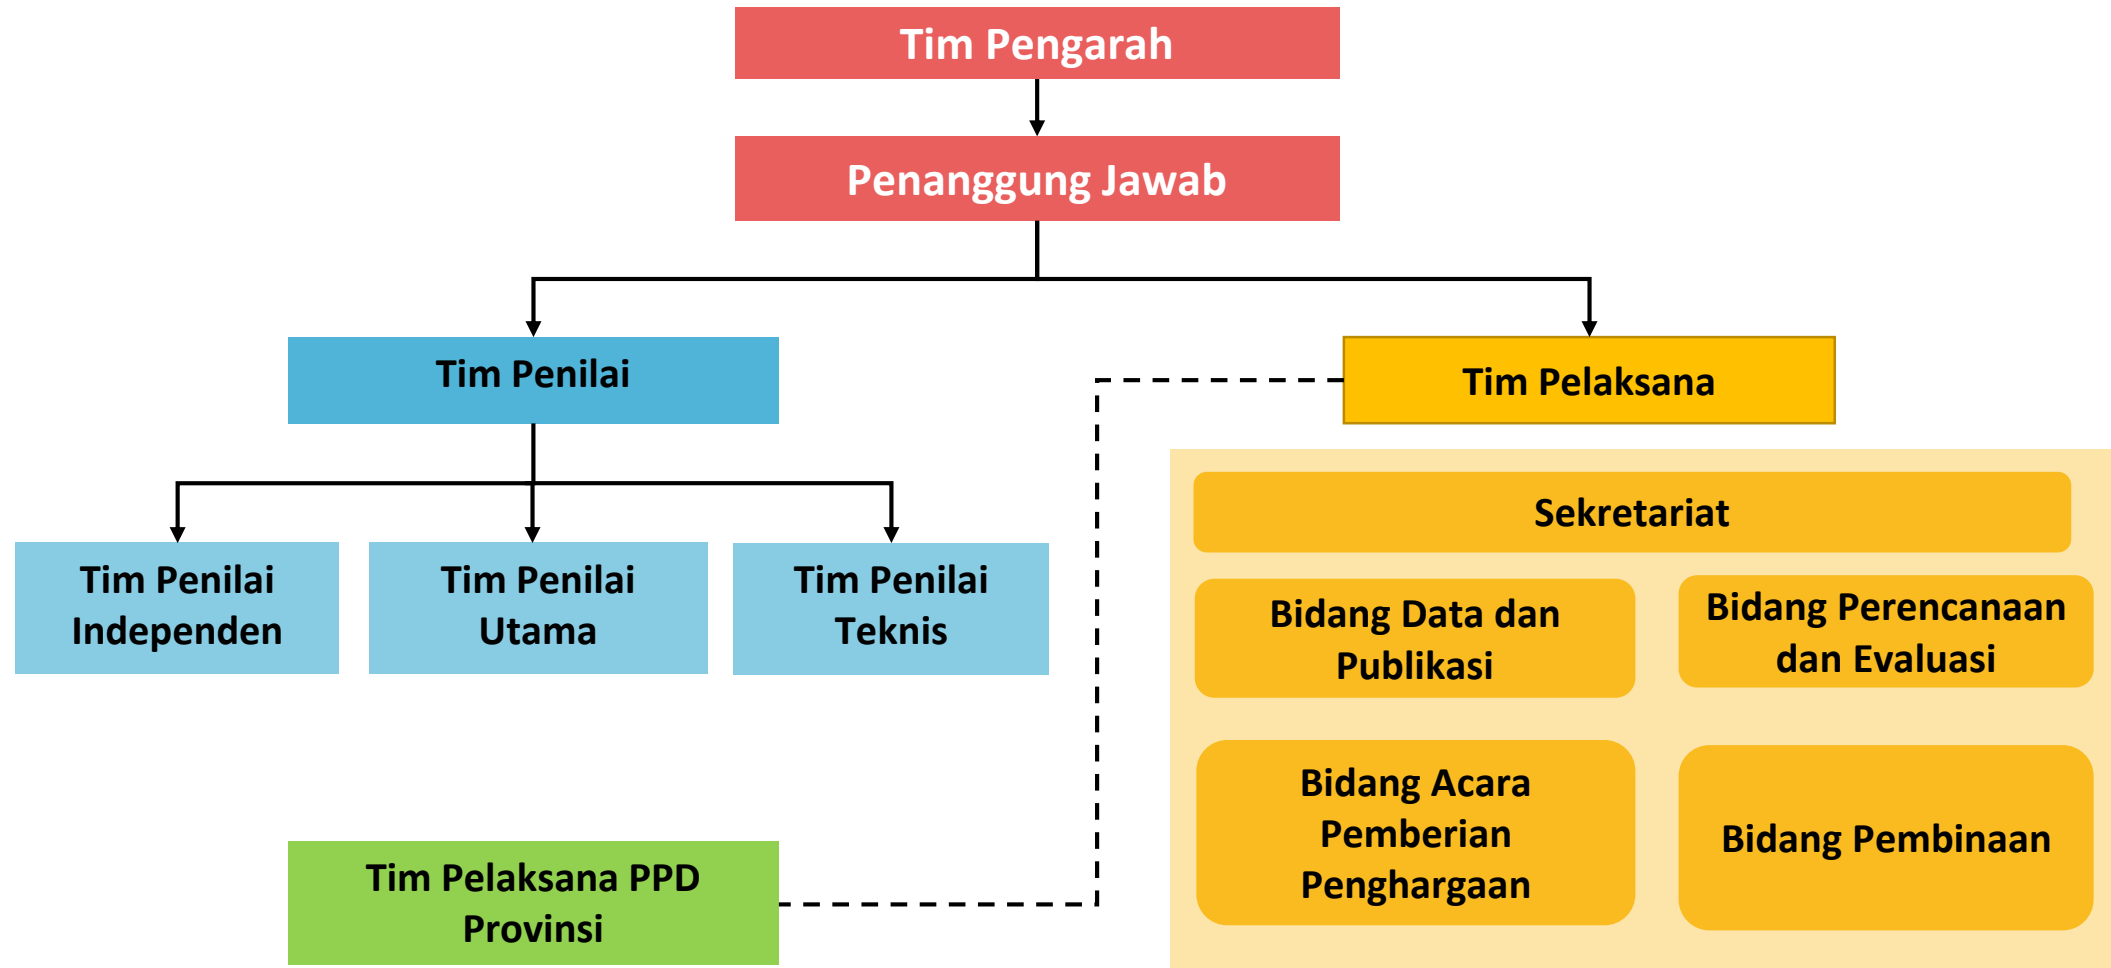 Tim Pengarah
Penanggung Jawab
Tim Penilai
Tim Pelaksana
Tim Penilai
Independen
Tim Penilai
Utama
Tim Penilai
Teknis
Sekretariat
Bidang Data dan
Publikasi
Bidang Perencanaan
dan Evaluasi
Bidang Acara
Pemberian
Penghargaan
Bidang Pembinaan
Tim Pelaksana PPD
Provinsi